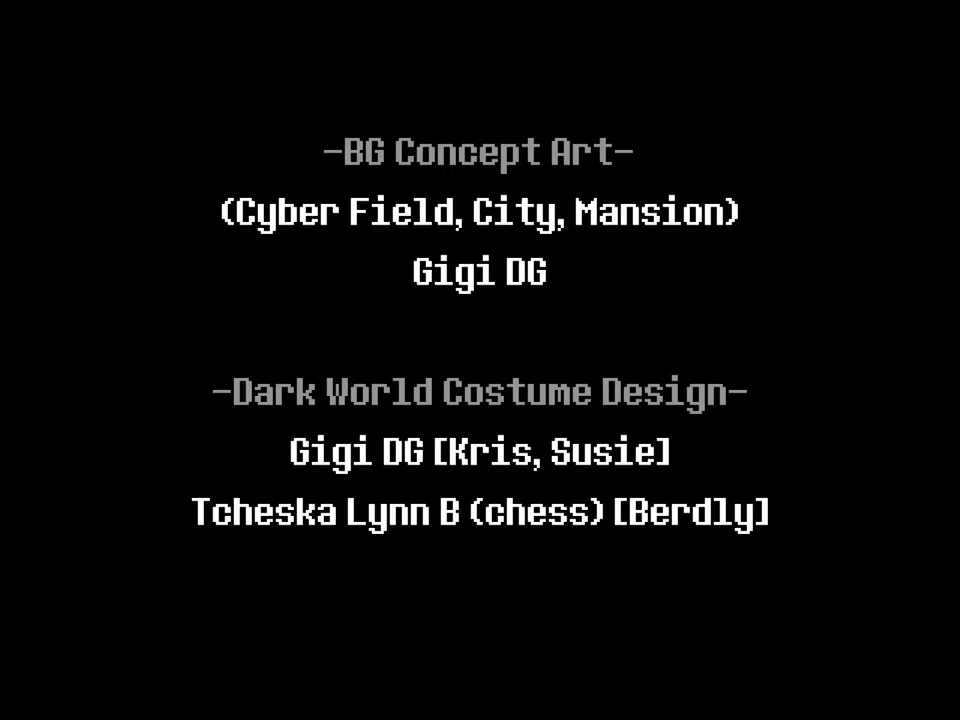 -BG Concept Art-
(Cyber Field, City, Mansion)
Gigi DG
-Dark World Costume Design-
Gigi DG [Kris, Susie]
Tcheska Lynn B (chess) [Berdly]